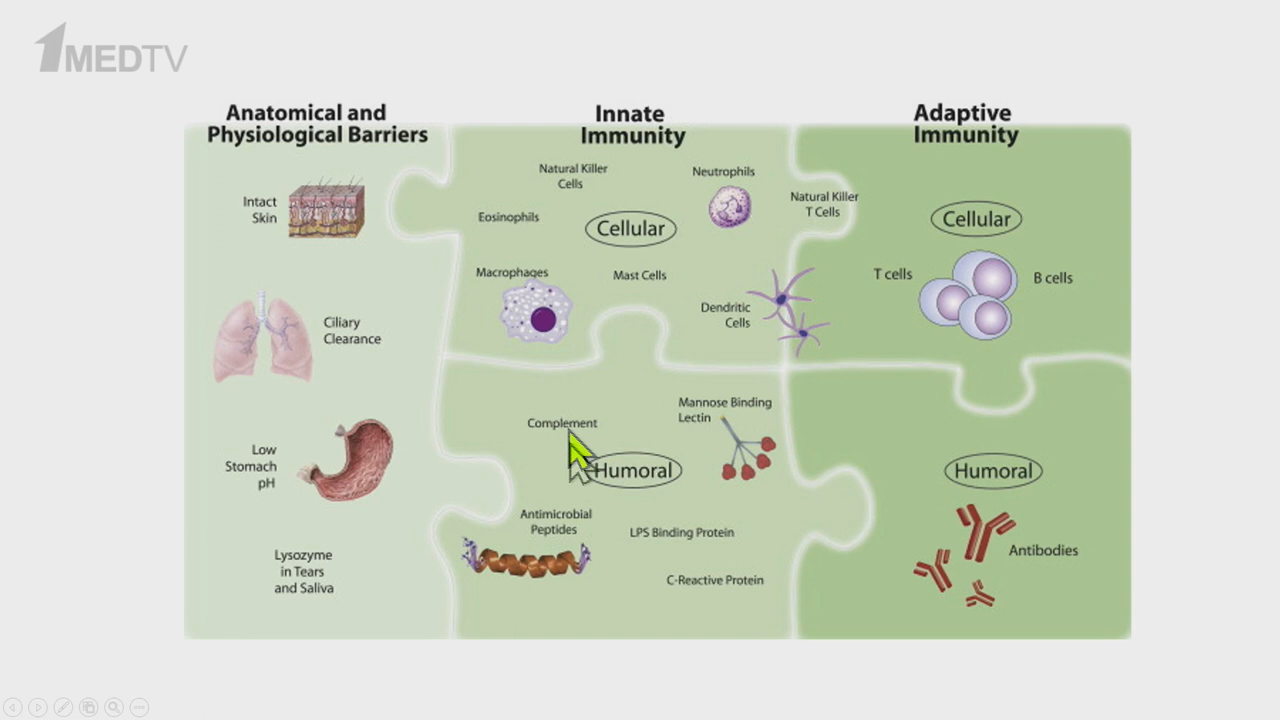 1MEDTV
Anatomical and
Physiological Barriers
Intact
Skin
Ciliary
Clearance
Low
Stomach
pH
Lysozyme
in Tears
and Saliva
Innate
Immunity
Natural Killer
Cells
Neutrophils
Eosinophils
Cellular
Natural Killer
T Cells
Macrophages
Mast Cells
Dendritic
Cells
Complement
Mannose Binding
Lectin
Humoral
Antimicrobial
Peptides
LPS Binding Protein
C-Reactive Protein
Adaptive
Immunity
Cellular
T cells
B cells
Humoral
Antibodies